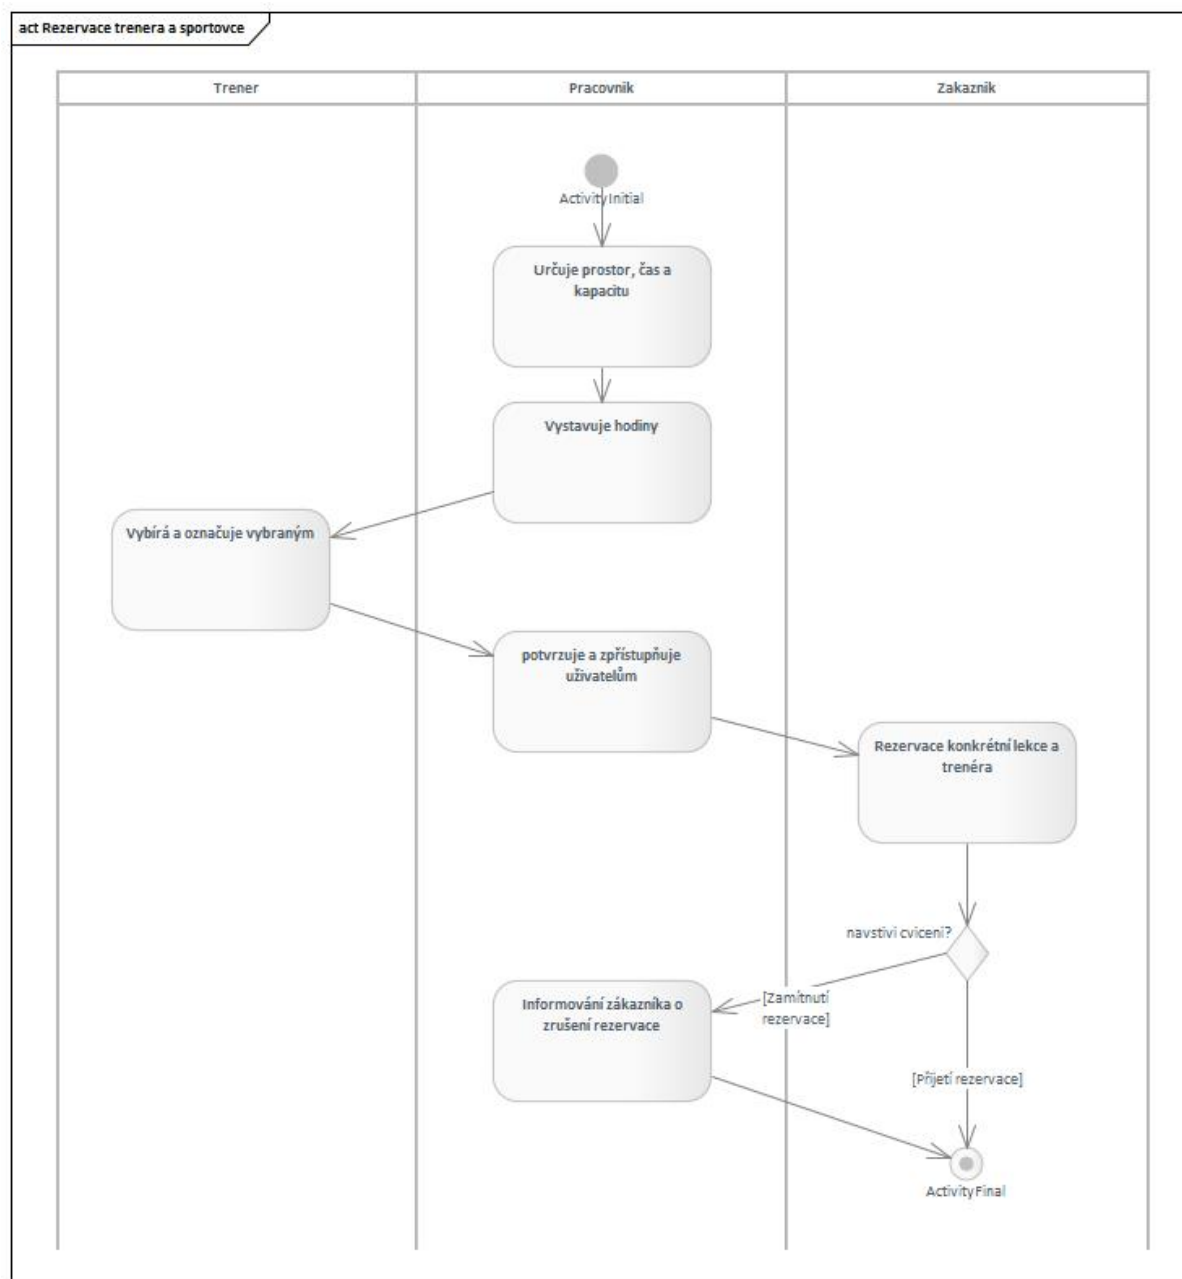 act Rezervace trenera a sportovce
Trener
Pracovnik
Zakaznik
ActivityInitial
Určuje prostor, čas a
kapacitu
Vystavuje hodiny
Vybírá a označuje vybraným
potvrzuje a zpřístupňuje
uživatelům
Rezervace konkrétní lekce a
trenéra
navstivi cviceni?
[Zamítnutí
rezervace]
Informování zákazníka o
zrušení rezervace
[Přijetí rezervace]
ActivityFinal